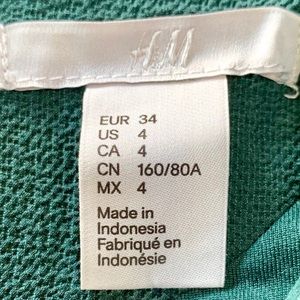 H&M
EUR 34
US 4
CA 4
CN 160/80A
MX 4
Made in
Indonesia
Fabriqué en
Indonésie